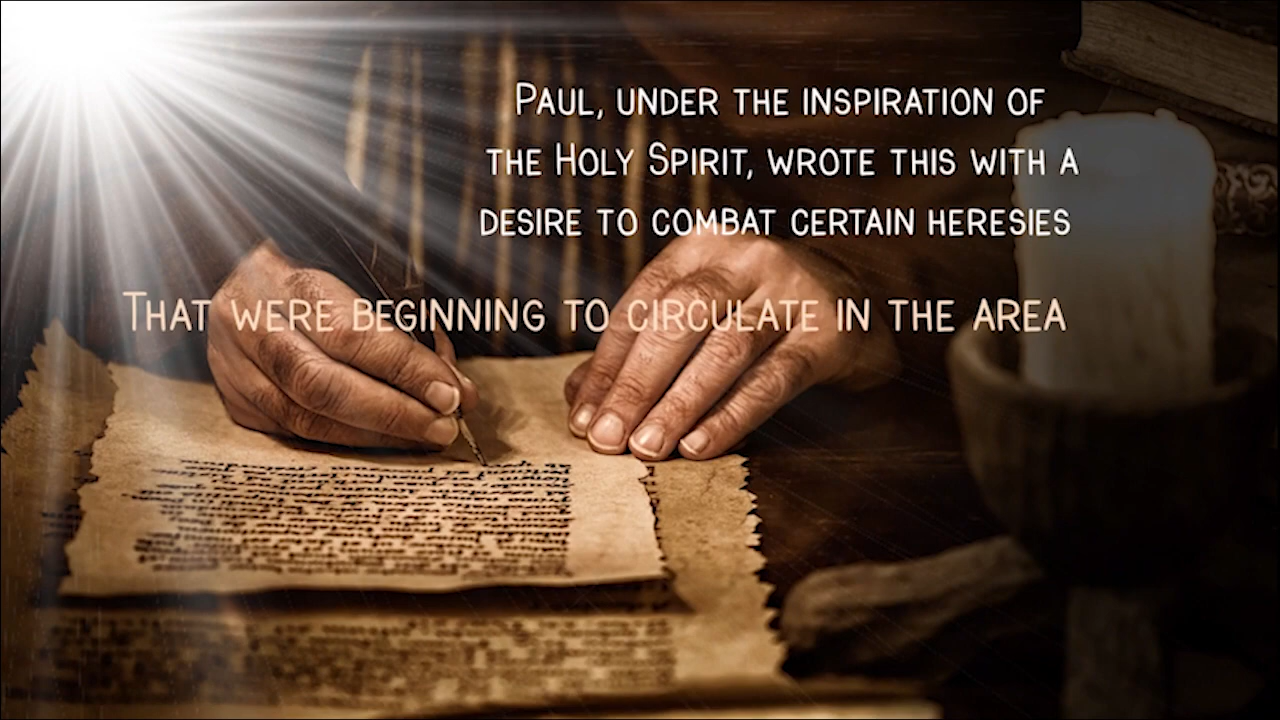 Paul, under the inspiration of
the Holy Spirit, wrote this with a
desire to combat certain heresies
That were beginning to circulate in the area